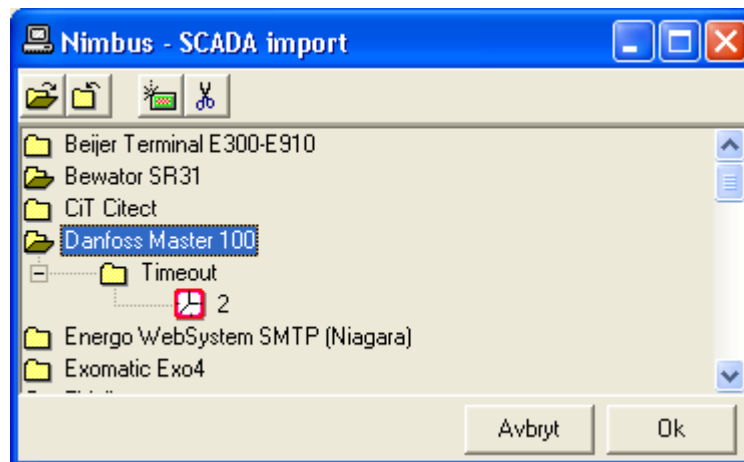 Nimbus - SCADA import
Beijer Terminal E300-E910
Bewator SR31
CiT Citect
Danfoss Master 100
Timeout
2
Energo WebSystem SMTP (Niagara)
Exomatic Exo4
Avbryt
Ok